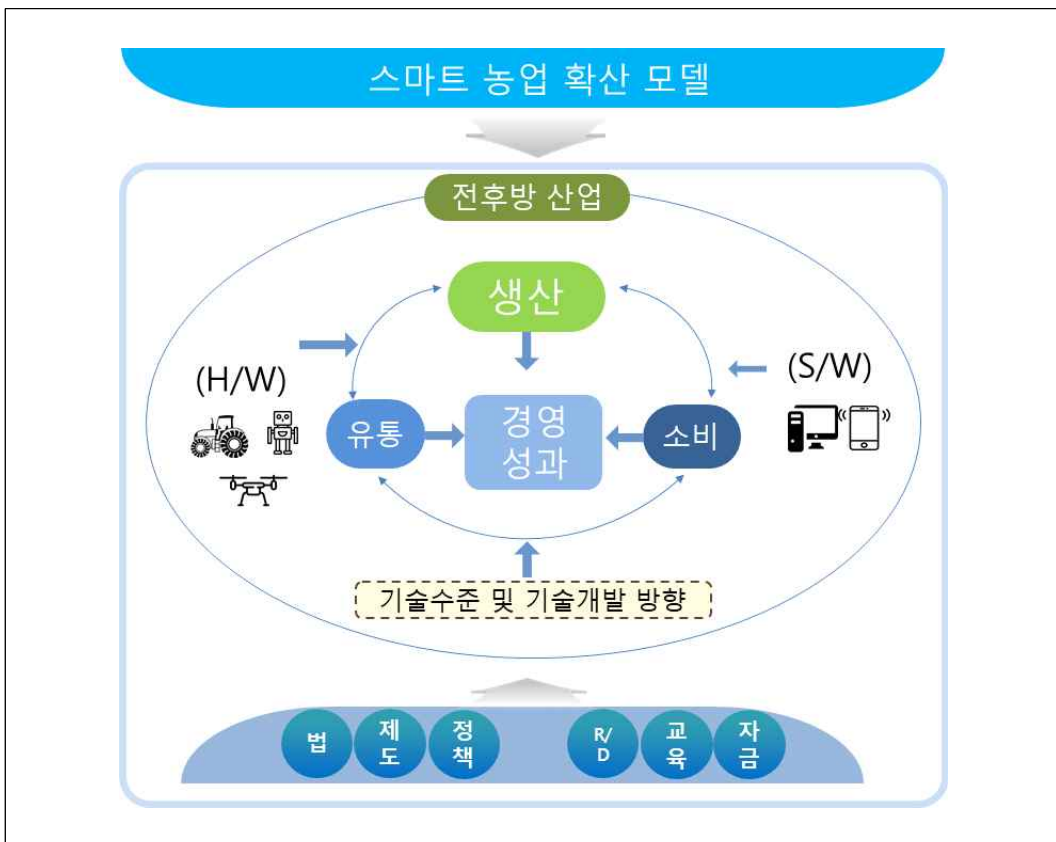 스마트 농업 확산 모델
전후방 산업
생산
(H/W)
(S/W)
유통
경영
성과
소비
기술수준 및 기술개발 방향
법
제
도
정
책
R/
D
교
육
자
금